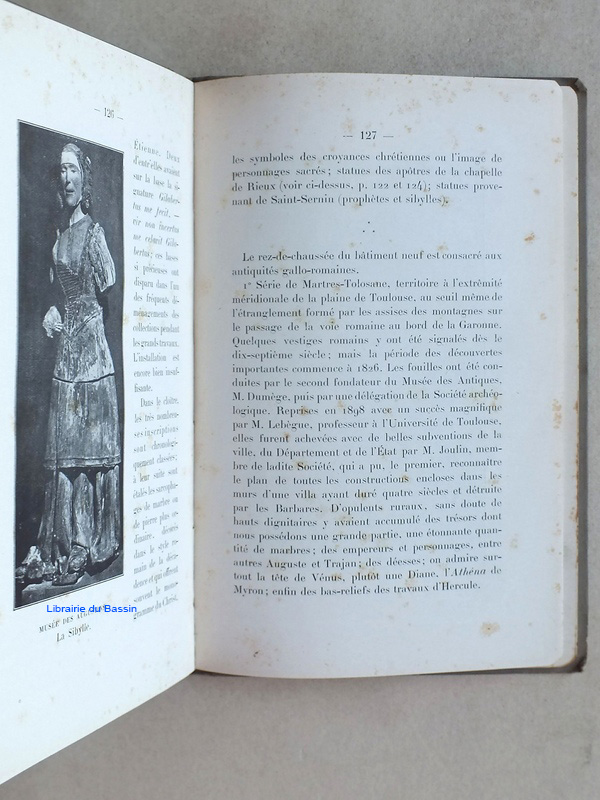 — 126 —
Étienne. Deux
d'entr'elles avaient
sur la base la si-
gnature Gilaber-
tus me fecit, —
vir non incertus
me celavit Gila-
bertus; ces bases
si précieuses ont
disparu dans l'un
des fréquents dé-
ménagements des
collections pendant
les grands travaux.
L'installation est
encore bien insuf-
fisante.
Dans le cloître,
les très nombreu-
ses inscriptions
sont chronologi-
quement classées;
à leur suite sont
étalés les sarcopha-
ges de marbre ou
de pierre plus or-
dinaire, décorés
dans le style ro-
main de la déca-
dence et qui offrent
souvent le mono-
gramme du Christ,
MUSÉE DES
La Sibylle.
Librairie du Bassin
— 127 —
les symboles des croyances chrétiennes ou l'image de
personnages sacrés; statues des apôtres de la chapelle
de Rieux (voir ci-dessus, p. 122 et 124); statues prove-
nant de Saint-Sernin (prophètes et sibylles).
Le rez-de-chaussée du bâtiment neuf est consacré aux
antiquités gallo-romaines.
1º Série de Martres-Tolosane, territoire à l'extrêmité
méridionale de la plaine de Toulouse, au seuil même de
l'étranglement formé par les assises des montagnes sur
le passage de la voie romaine au bord de la Garonne.
Quelques vestiges romains y ont été signalés dès le
dix-septième siècle; mais la période des découvertes
importantes commence à 1826. Les fouilles ont été con-
duites par le second fondateur du Musée des Antiques,
M. Dumège, puis par une délégation de la Société archéo-
logique. Reprises en 1898 avec un succès magnifique
par M. Lebègue, professeur à l'Université de Toulouse,
elles furent achevées avec de belles subventions de la
ville, du Département et de l'État par M. Joulin, mem-
bre de ladite Société, qui a pu, le premier, reconnaître
le plan de toutes les constructions encloses dans les
murs d'une villa ayant duré quatre siècles et détruite
par les Barbares. D'opulents ruraux, sans doute de
hauts dignitaires y avaient accumulé des trésors dont
nous possédons une grande partie, une étonnante quan-
tité de marbres; des empereurs et personnages, entre
autres Auguste et Trajan; des déesses; on admire sur-
tout la tête de Vénus, plutôt une Diane, l'Athéna de
Myron; enfin des bas-reliefs des travaux d'Hercule.